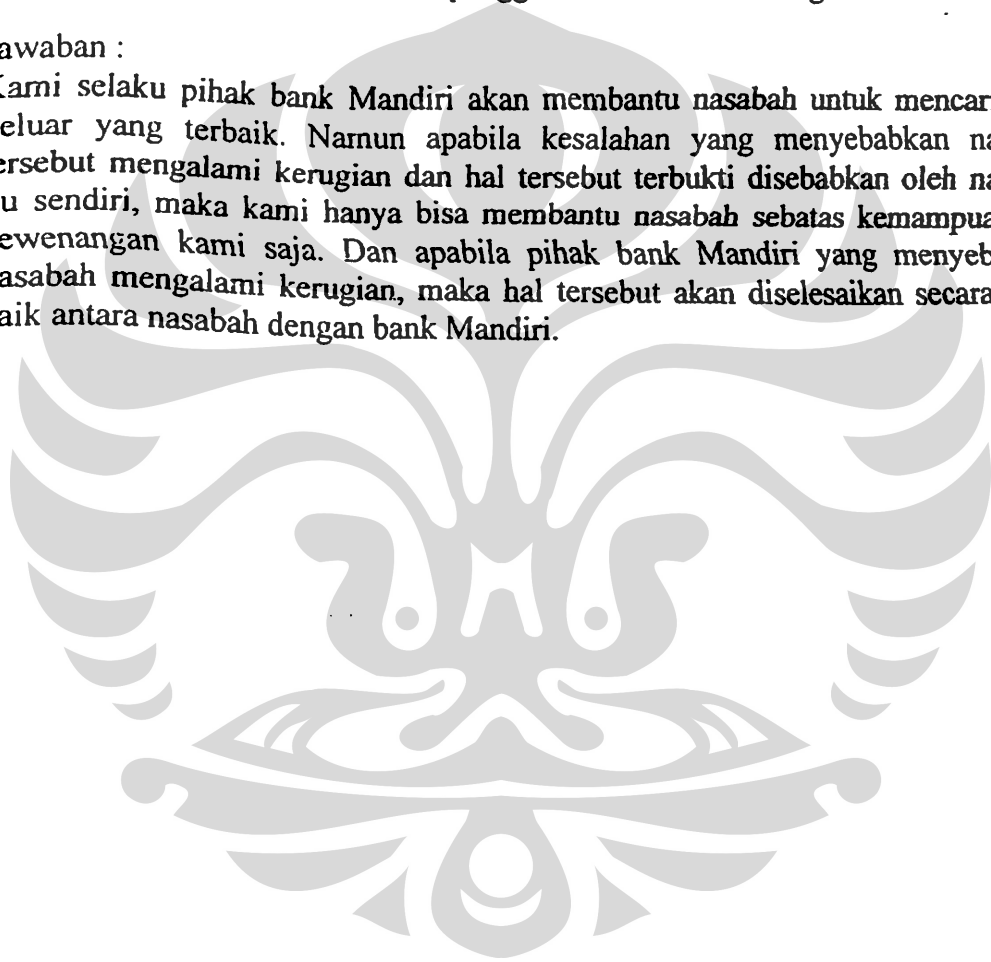 awaban :
Kami selaku pihak bank Mandiri akan membantu nasabah untuk mencar
eluar yang terbaik. Namun apabila kesalahan yang menyebabkan na
ersebut mengalami kerugian dan hal tersebut terbukti disebabkan oleh na
u sendiri, maka kami hanya bisa membantu nasabah sebatas kemampua
ewenangan kami saja. Dan apabila pihak bank Mandiri yang menyeb
asabah mengalami kerugian, maka hal tersebut akan diselesaikan secara
aik antara nasabah dengan bank Mandiri.